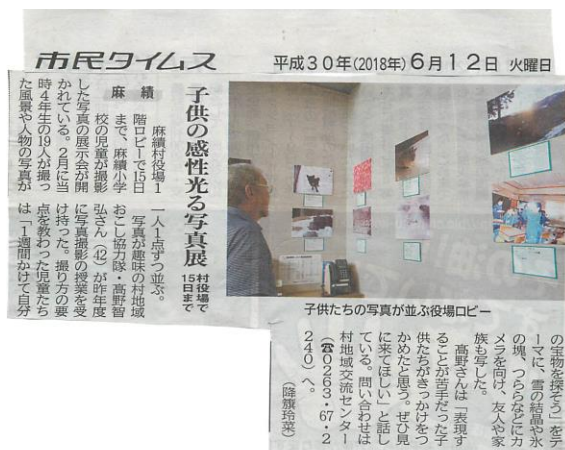 市民タイムス
平成30年(2018年)6月12日 火曜日
子供の感性光る写真展
村役場で
15日まで
麻績
麻績村役場1
階ロビーで15日
まで、麻績小学
校の児童が撮影
した写真の展示会が開
かれている。2月に当
時4年生の19人が撮っ
た風景や人物の写真が
一人1点ずつ並ぶ。
写真が趣味の村地域
おこし協力隊・高野智
弘さん(42)が昨年度
に写真撮影の授業を受
け持った。撮り方の要
点を教わった児童たち
は「1週間かけて自分
の宝物を探そう」をテ
ーマに、雪の結晶や氷
の塊、つららなどにカ
メラを向け、友人や家
族も写した。
高野さんは「表現す
ることが苦手だった子
供たちがきっかけをつ
かめたと思う。ぜひ見
に来てほしい」と話し
ている。問い合わせは
村地域交流センター
(☎0263・67・2
240)へ。
(降旗玲菜)
子供たちの写真が並ぶ役場ロビー